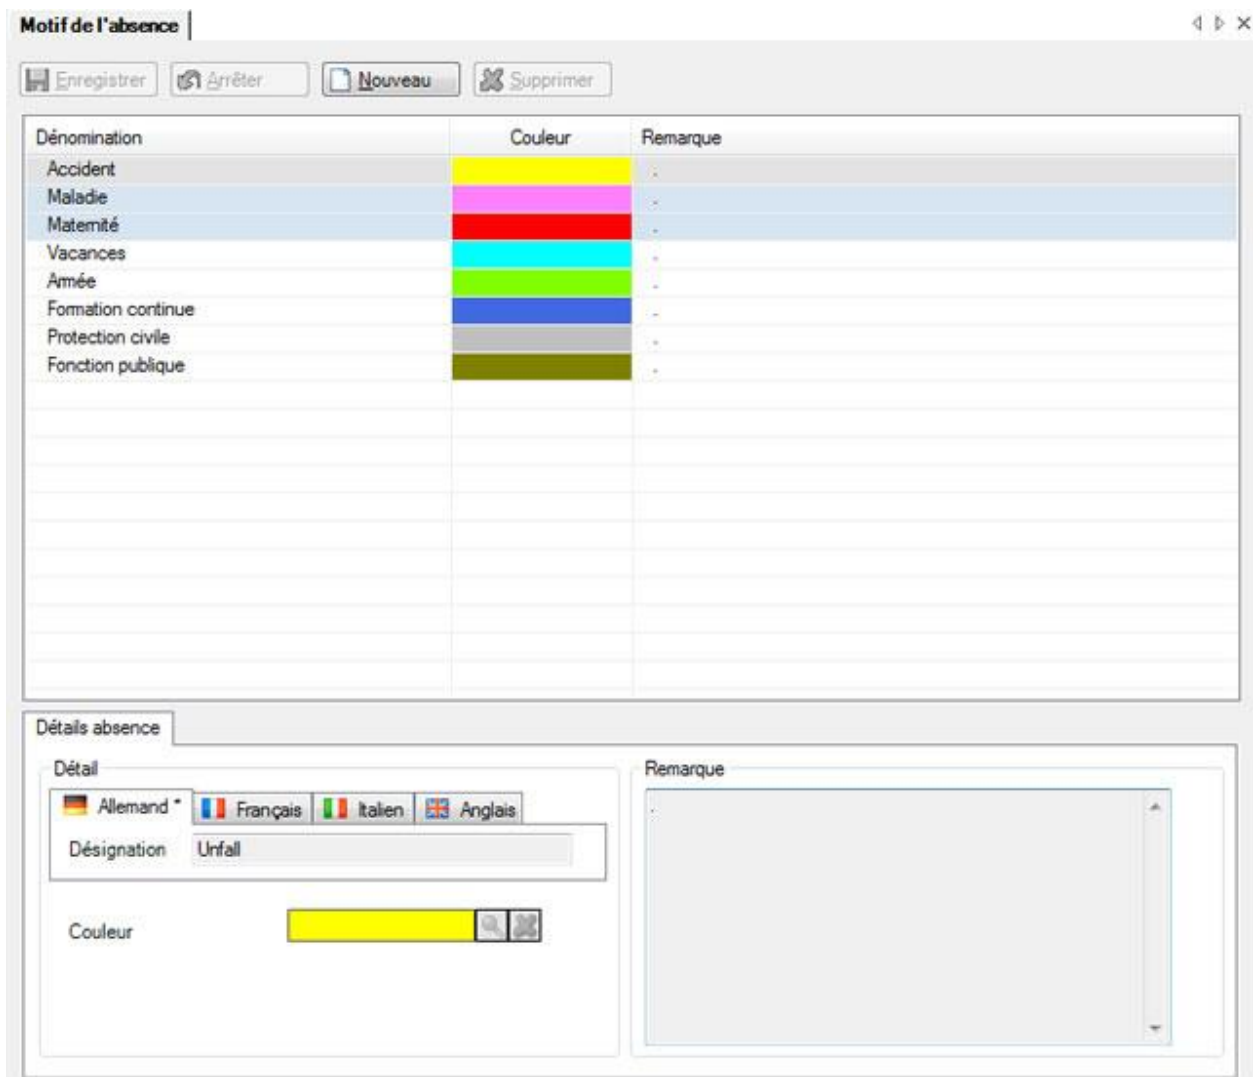 Motif de l'absence
Enregistrer Arrêter Nouveau Supprimer
Dénomination Couleur Remarque
Accident .
Maladie .
Maternité .
Vacances .
Armée .
Formation continue .
Protection civile .
Fonction publique .
Détails absence
Détail Remarque
Allemand * Français Italien Anglais .
Désignation Unfall
Couleur